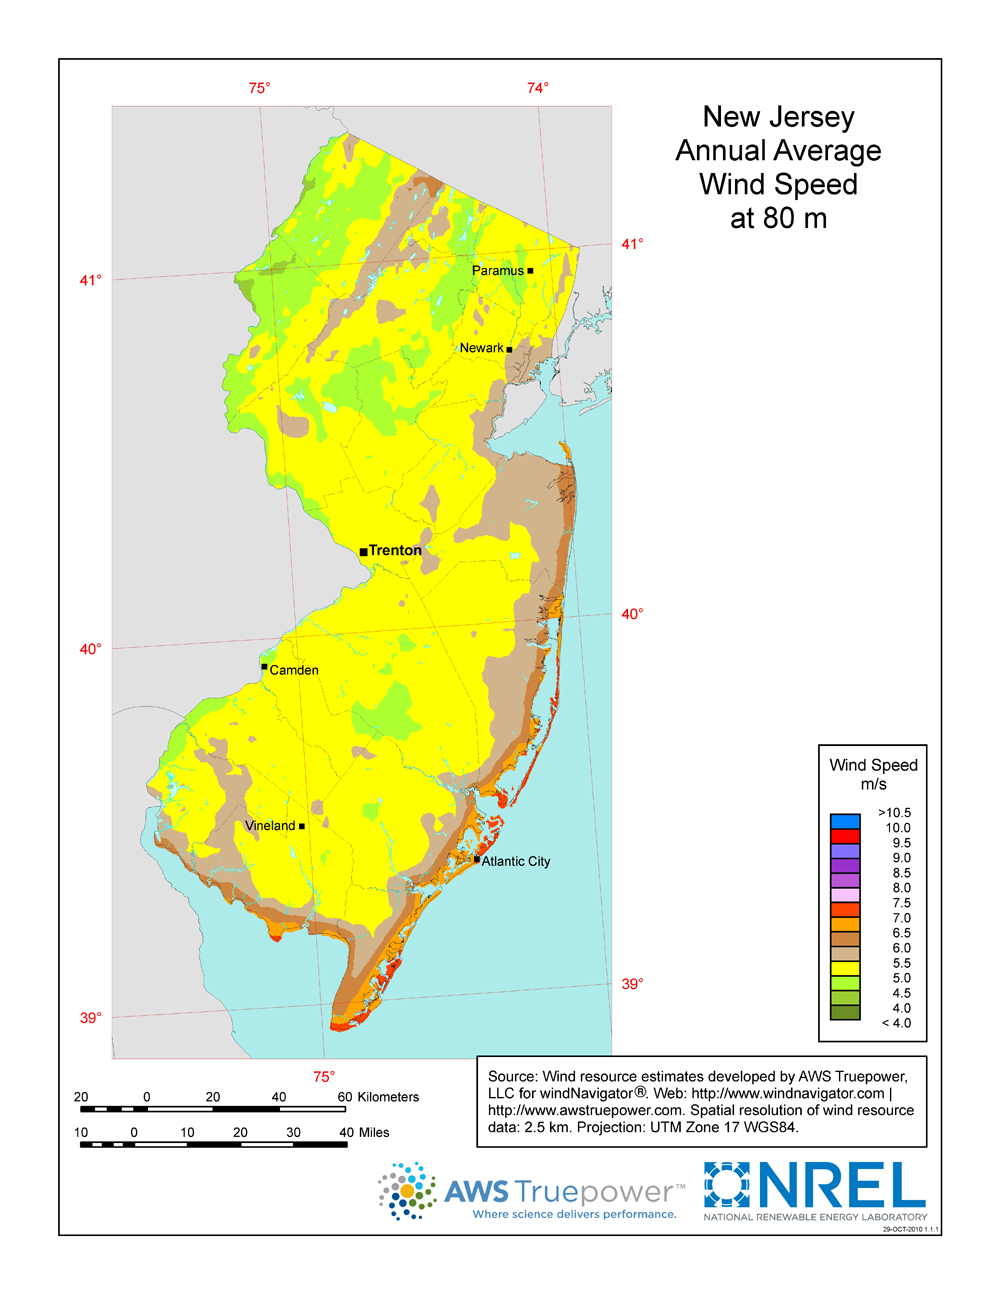 New Jersey
Annual Average
Wind Speed
at 80 m
75°
74°
41°
41°
Paramus
Newark
Trenton
40°
40°
Camden
Vineland
Atlantic City
39°
39°
75°
Wind Speed
m/s
>10.5
10.0
9.5
9.0
8.5
8.0
7.5
7.0
6.5
6.0
5.5
5.0
4.5
4.0
< 4.0
20 0 20 40 60 Kilometers
10 0 10 20 30 40 Miles
Source: Wind resource estimates developed by AWS Truepower,
LLC for windNavigator®. Web: http://www.windnavigator.com |
http://www.awstruepower.com. Spatial resolution of wind resource
data: 2.5 km. Projection: UTM Zone 17 WGS84.
AWS Truepower™
Where science delivers performance.
NREL
NATIONAL RENEWABLE ENERGY LABORATORY
29-OCT-2010 1.1.1